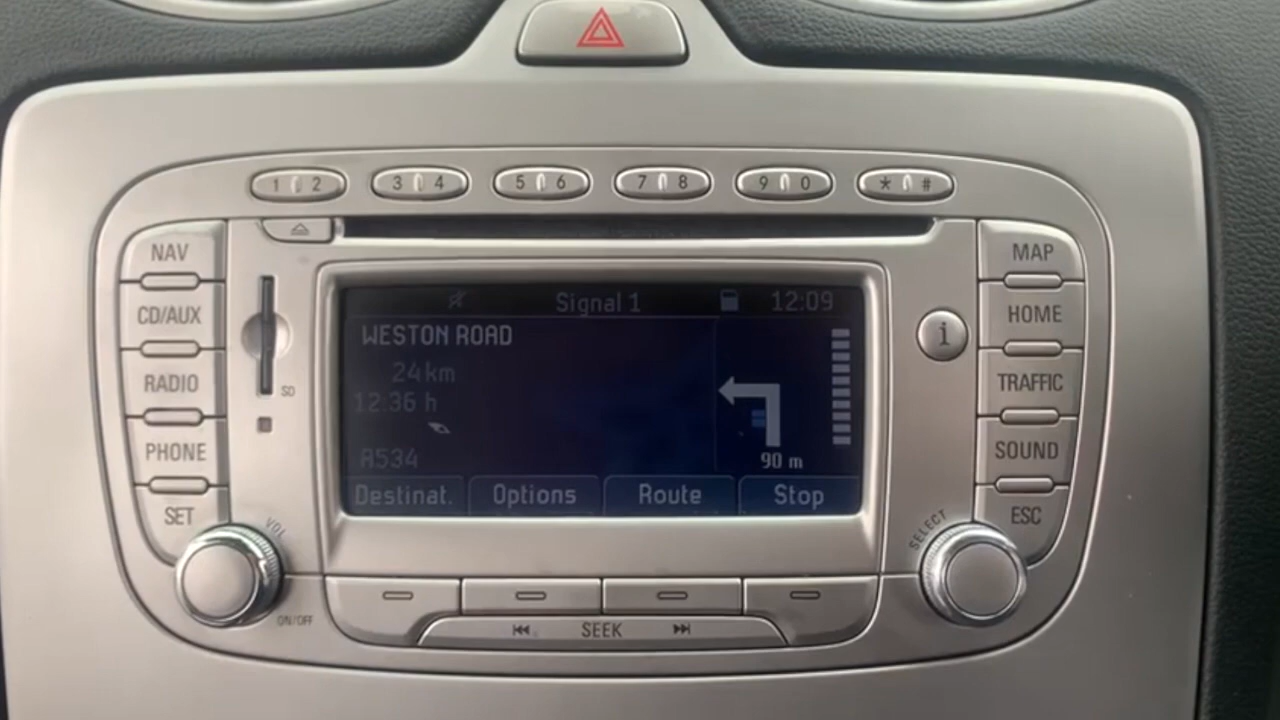 1 2 3 4 5 6 7 8 9 0 * #
NAV
CD/AUX
RADIO
PHONE
SET
VOL
ON/OFF
SD
Signal 1 12:09
WESTON ROAD
24 km
12:36 h
A534
90 m
Destinat. Options Route Stop
SEEK
i
MAP
HOME
TRAFFIC
SOUND
ESC
SELECT